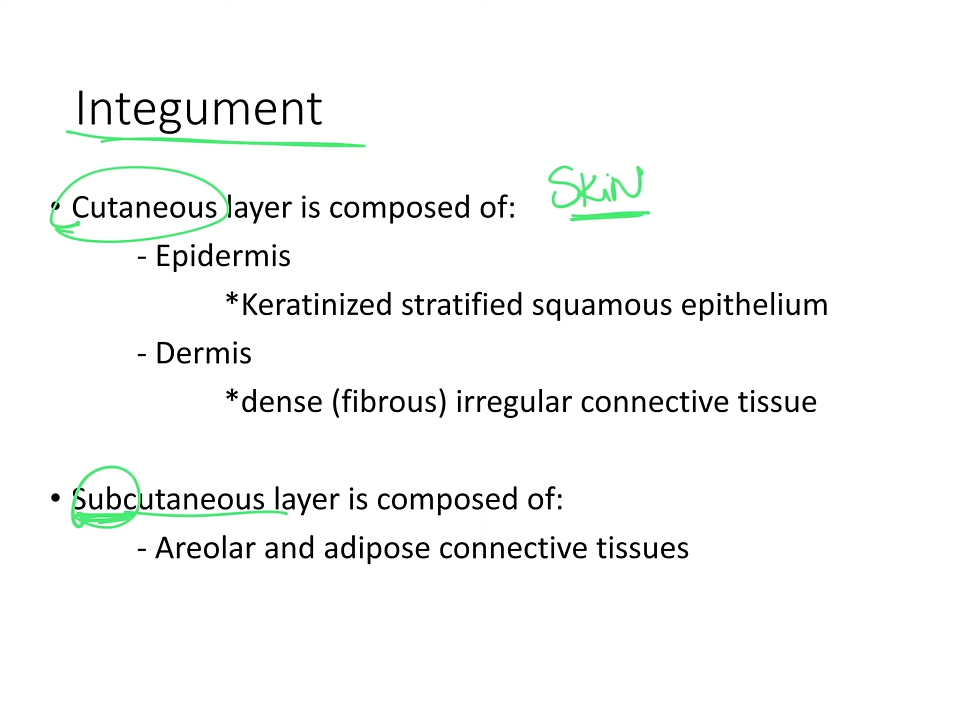 Integument
• Cutaneous layer is composed of: SKiN
- Epidermis
*Keratinized stratified squamous epithelium
- Dermis
*dense (fibrous) irregular connective tissue
• Subcutaneous layer is composed of:
- Areolar and adipose connective tissues